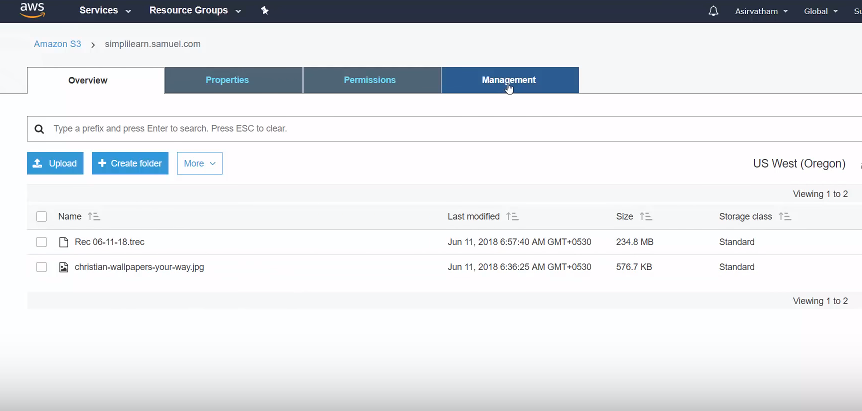 aws Services Resource Groups Asirvatham Global
Amazon S3 > simplilearn.samuel.com
Overview Properties Permissions Management
Type a prefix and press Enter to search. Press ESC to clear.
Upload + Create folder More US West (Oregon)
Viewing 1 to 2
Name Last modified Size Storage class
Rec 06-11-18.trec Jun 11, 2018 6:57:40 AM GMT+0530 234.8 MB Standard
christian-wallpapers-your-way.jpg Jun 11, 2018 6:36:25 AM GMT+0530 576.7 KB Standard
Viewing 1 to 2